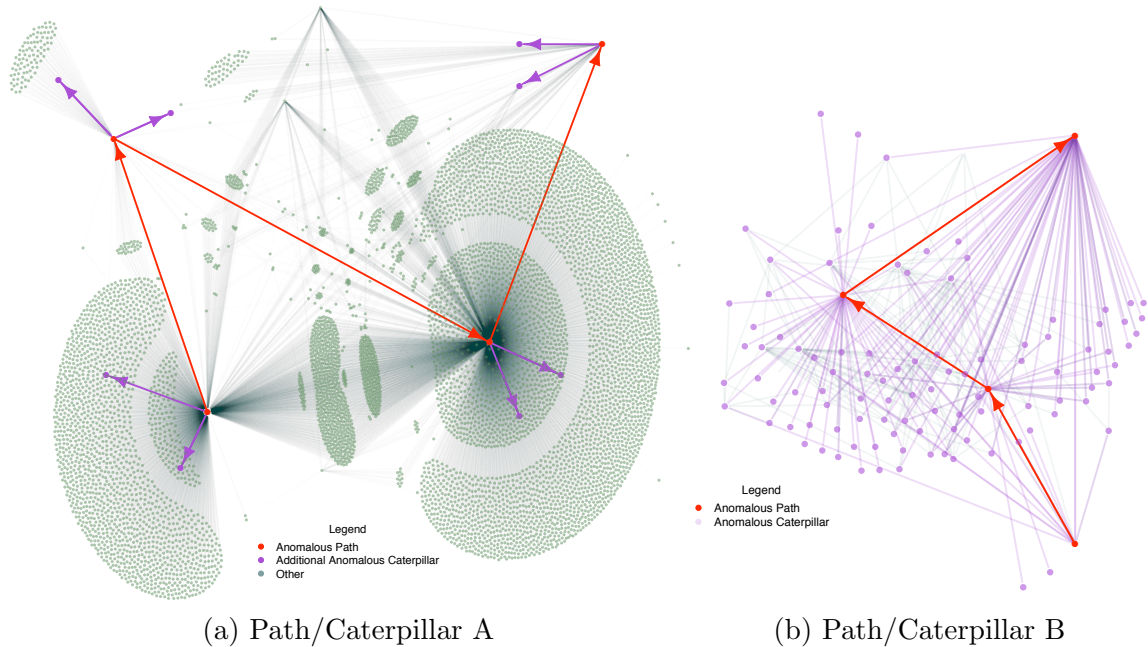 Legend
Anomalous Path
Additional Anomalous Caterpillar
Other
Legend
Anomalous Path
Anomalous Caterpillar
(a) Path/Caterpillar A
(b) Path/Caterpillar B